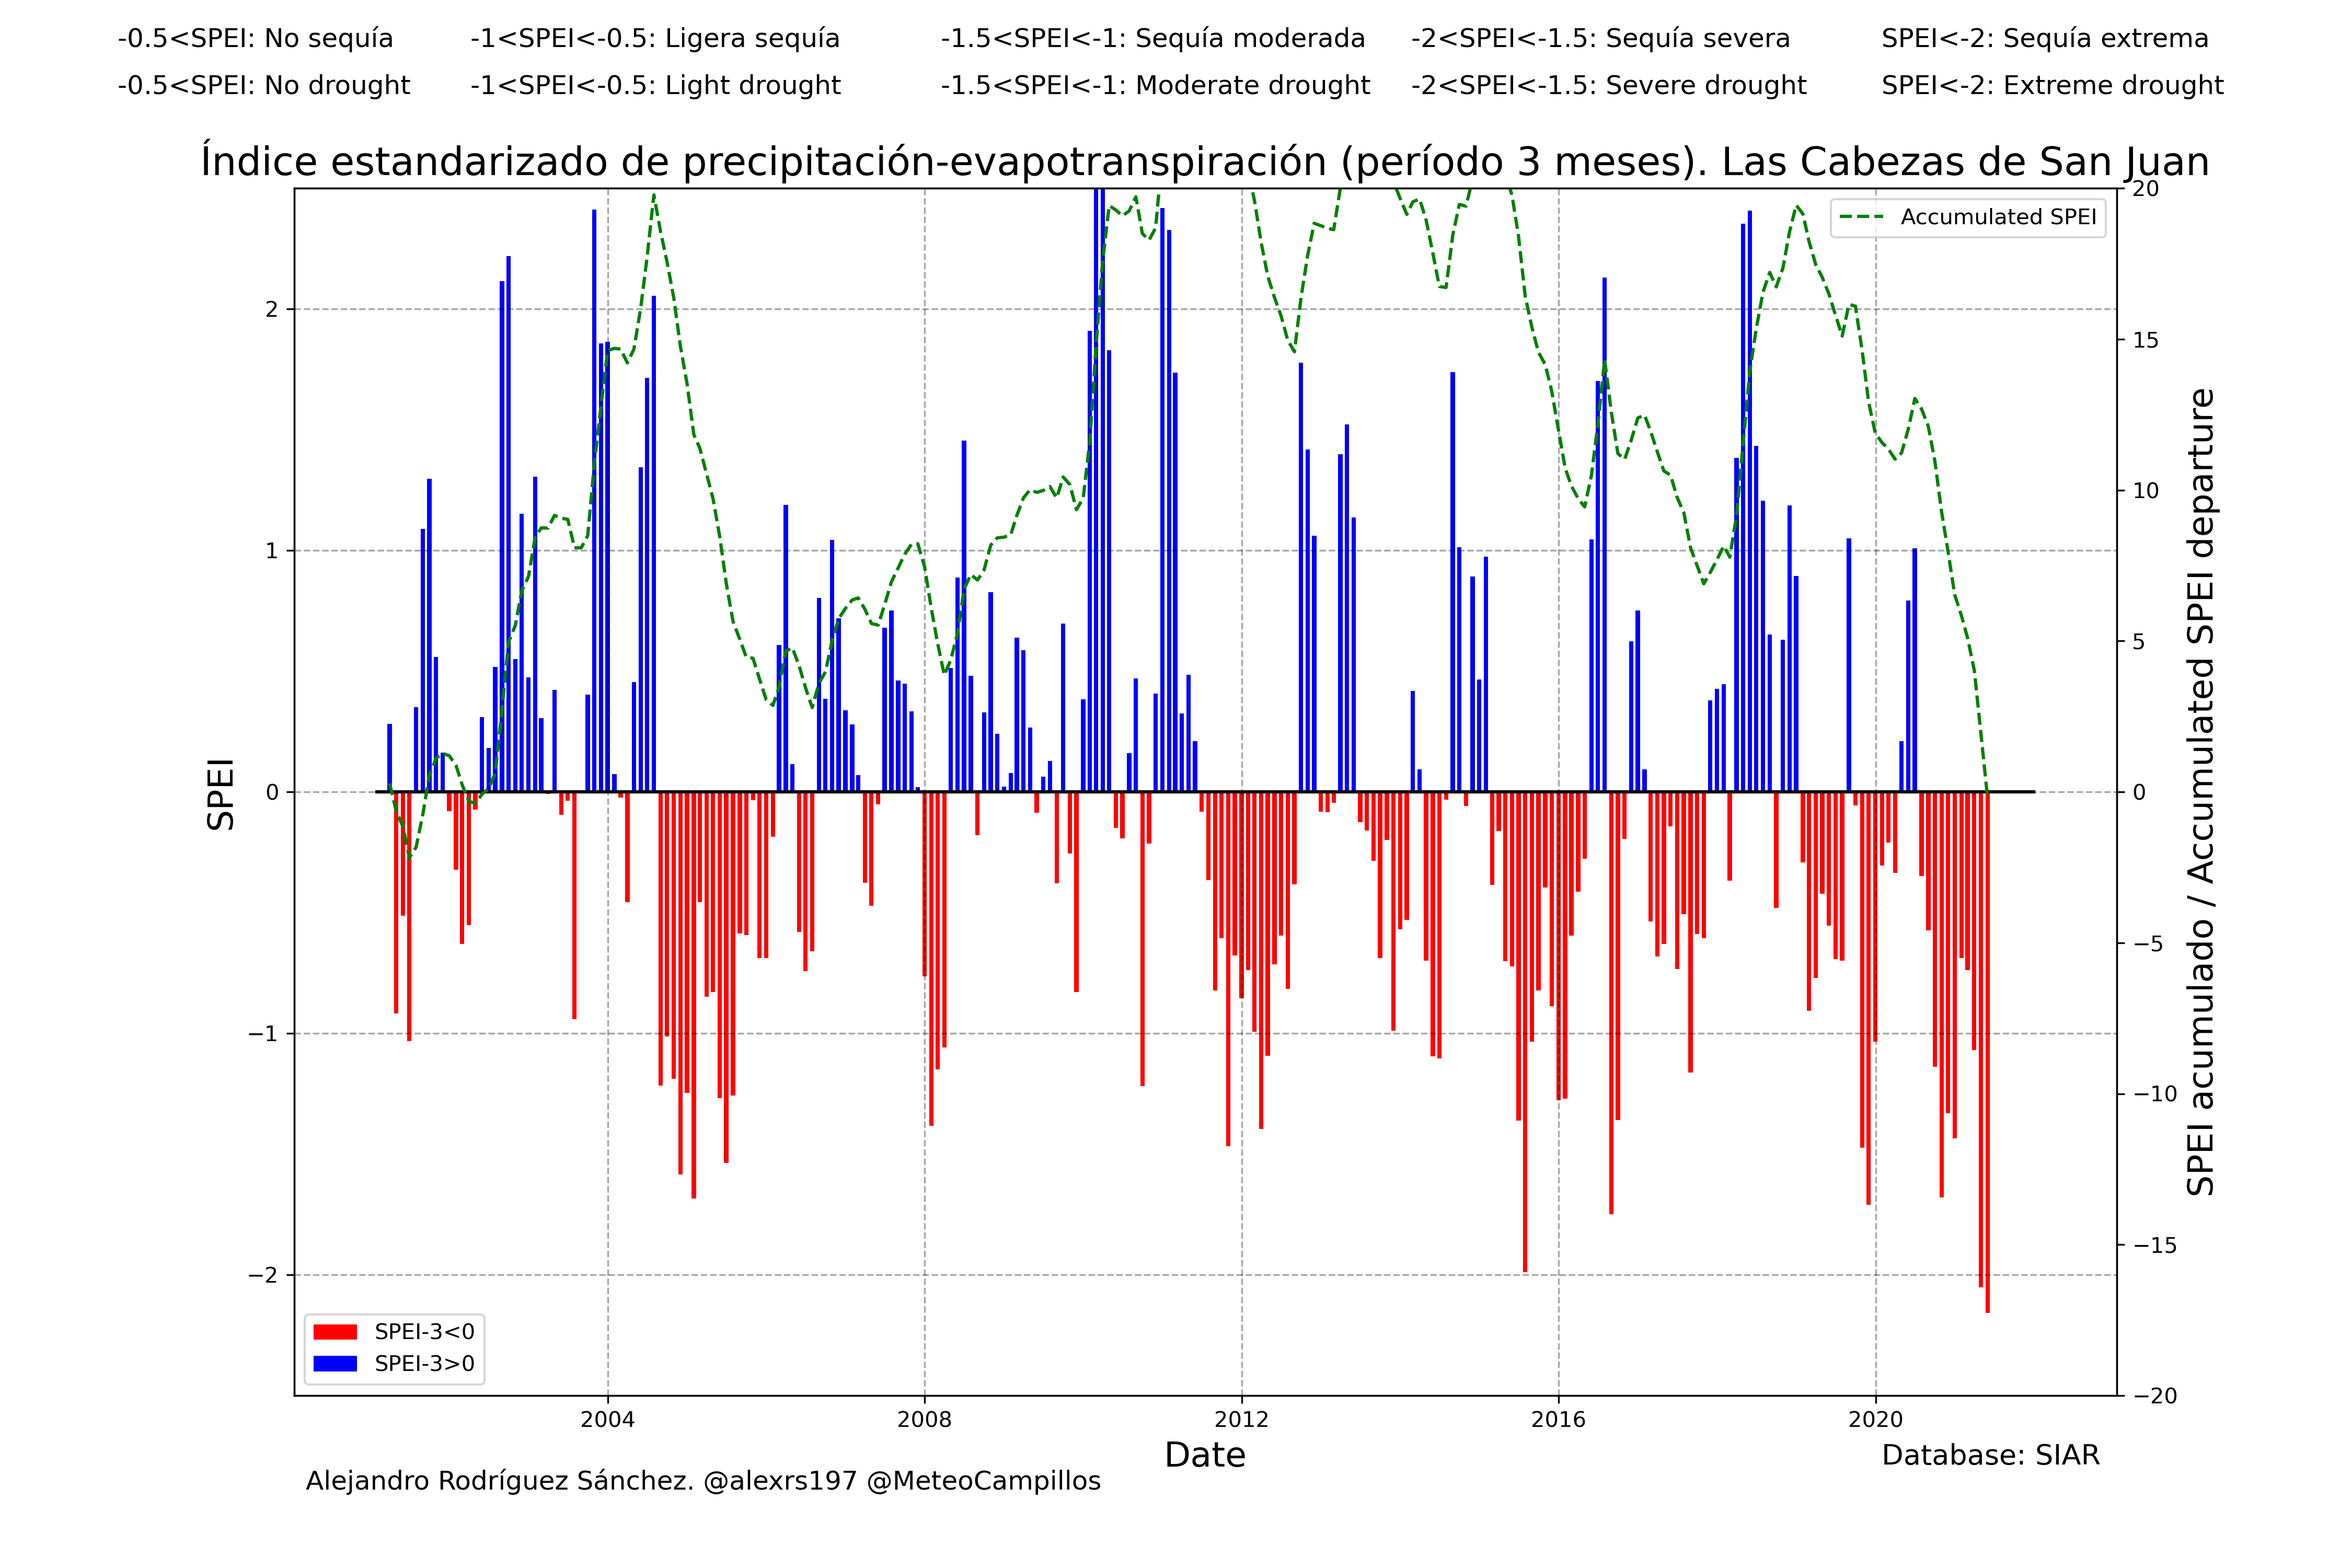 -0.5<SPEI: No sequía -1<SPEI<-0.5: Ligera sequía -1.5<SPEI<-1: Sequía moderada -2<SPEI<-1.5: Sequía severa SPEI<-2: Sequía extrema
-0.5<SPEI: No drought -1<SPEI<-0.5: Light drought -1.5<SPEI<-1: Moderate drought -2<SPEI<-1.5: Severe drought SPEI<-2: Extreme drought
Índice estandarizado de precipitación-evapotranspiración (período 3 meses). Las Cabezas de San Juan
Accumulated SPEI
SPEI
2
1
0
−1
−2
20
15
10
5
0
−5
−10
−15
−20
SPEI acumulado / Accumulated SPEI departure
SPEI-3<0
SPEI-3>0
2004 2008 2012 2016 2020
Date
Database: SIAR
Alejandro Rodríguez Sánchez. @alexrs197 @MeteoCampillos